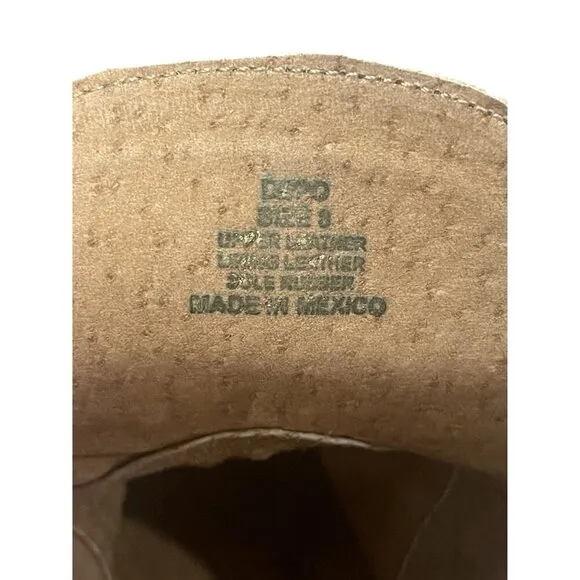 SIZE 8
UPPER LEATHER
LINING LEATHER
SOLE RUBBER
MADE IN MEXICO